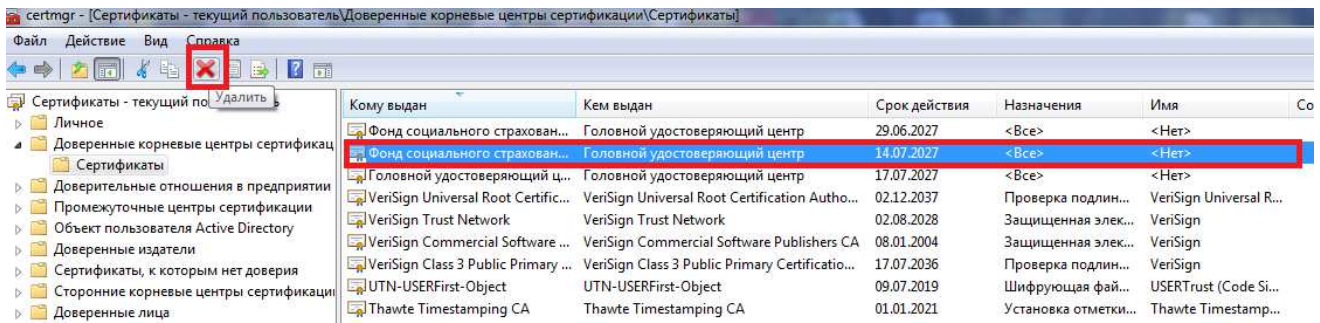 certmgr - [Сертификаты - текущий пользователь\Доверенные корневые центры сертификации\Сертификаты]
Файл Действие Вид Справка
Удалить
Сертификаты - текущий по
Личное
Доверенные корневые центры сертификац
Сертификаты
Доверительные отношения в предприятии
Промежуточные центры сертификации
Объект пользователя Active Directory
Доверенные издатели
Сертификаты, к которым нет доверия
Сторонние корневые центры сертификаци
Доверенные лица
Кому выдан Кем выдан Срок действия Назначения Имя Со
Фонд социального страхован... Головной удостоверяющий центр 29.06.2027 <Все> <Нет>
Фонд социального страхован... Головной удостоверяющий центр 14.07.2027 <Все> <Нет>
Головной удостоверяющий ц... Головной удостоверяющий центр 17.07.2027 <Все> <Нет>
VeriSign Universal Root Certific... VeriSign Universal Root Certification Autho... 02.12.2037 Проверка подлин... VeriSign Universal R...
VeriSign Trust Network VeriSign Trust Network 02.08.2028 Защищенная элек... VeriSign
VeriSign Commercial Software ... VeriSign Commercial Software Publishers CA 08.01.2004 Защищенная элек... VeriSign
VeriSign Class 3 Public Primary ... VeriSign Class 3 Public Primary Certificatio... 17.07.2036 Проверка подлин... VeriSign
UTN-USERFirst-Object UTN-USERFirst-Object 09.07.2019 Шифрующая фай... USERTrust (Code Si...
Thawte Timestamping CA Thawte Timestamping CA 01.01.2021 Установка отметки... Thawte Timestamp...